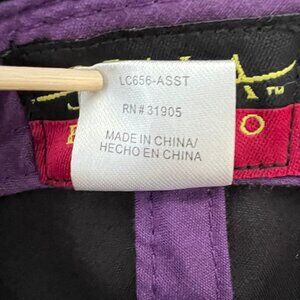 LC656-ASST
RN# 31905
MADE IN CHINA/
HECHO EN CHINA